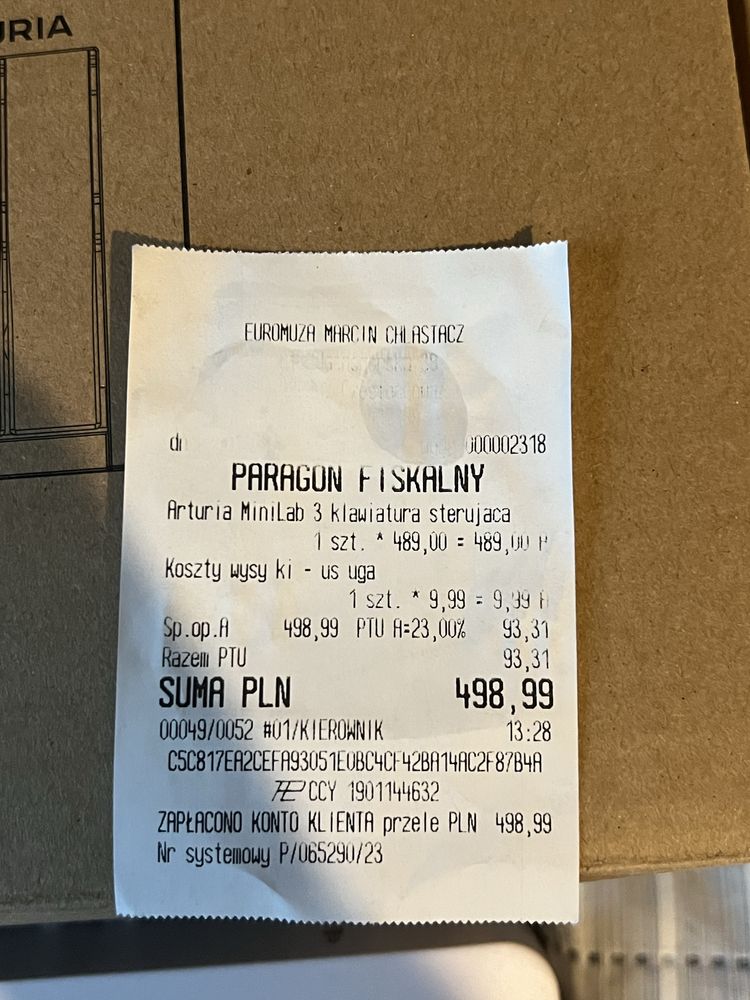 URIA
EUROMUZA MARCIN CHLASTACZ
000002318
PARAGON FISKALNY
Arturia MiniLab 3 klawiatura sterujaca
1 szt. * 489,00 = 489,00 A
Koszty wysy ki - us uga
1 szt. * 9,99 = 9,99 A
Sp.op.A 498,99 PTU A=23,00% 93,31
Razem PTU 93,31
SUMA PLN 498,99
00049/0052 #01/KIEROWNIK 13:28
C5C817EA2CEFA93051E0BC4CF42BA14AC2F87B4A
CCY 1901144632
ZAPŁACONO KONTO KLIENTA przele PLN 498,99
Nr systemowy P/065290/23